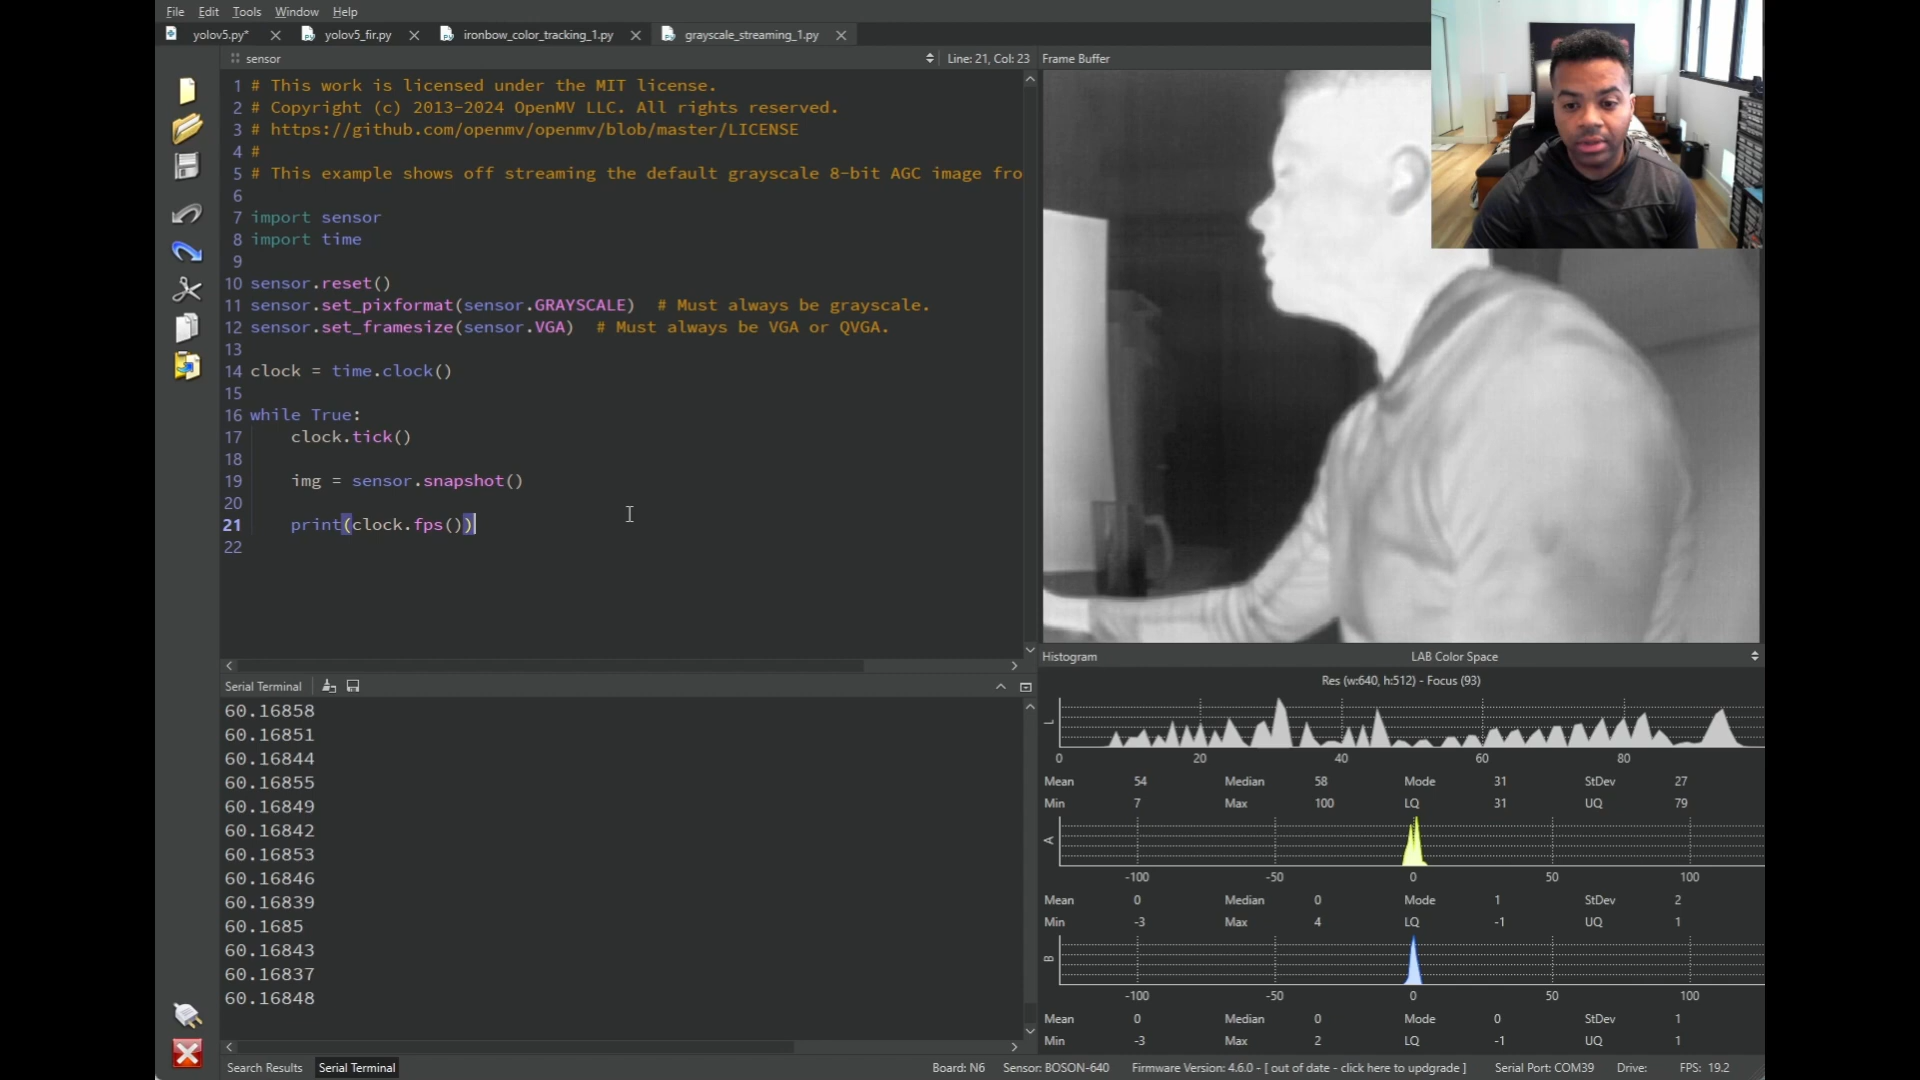 File Edit Tools Window Help
yolov5.py* yolov5_fir.py ironbow_color_tracking_1.py grayscale_streaming_1.py
sensor Line: 21, Col: 23 Frame Buffer
1 # This work is licensed under the MIT license.
2 # Copyright (c) 2013-2024 OpenMV LLC. All rights reserved.
3 # https://github.com/openmv/openmv/blob/master/LICENSE
4 #
5 # This example shows off streaming the default grayscale 8-bit AGC image fro
6
7 import sensor
8 import time
9
10 sensor.reset()
11 sensor.set_pixformat(sensor.GRAYSCALE)  # Must always be grayscale.
12 sensor.set_framesize(sensor.VGA)  # Must always be VGA or QVGA.
13
14 clock = time.clock()
15
16 while True:
17     clock.tick()
18
19     img = sensor.snapshot()
20
21     print(clock.fps())
22
Serial Terminal
60.16858
60.16851
60.16844
60.16855
60.16849
60.16842
60.16853
60.16846
60.16839
60.1685
60.16843
60.16837
60.16848
Histogram LAB Color Space
Res (w:640, h:512) - Focus (93)
L
0 20 40 60 80
Mean 54 Median 58 Mode 31 StDev 27
Min 7 Max 100 LQ 31 UQ 79
A
-100 -50 0 50 100
Mean 0 Median 0 Mode 1 StDev 2
Min -3 Max 4 LQ -1 UQ 1
B
-100 -50 0 50 100
Mean 0 Median 0 Mode 0 StDev 1
Min -3 Max 2 LQ -1 UQ 1
Search Results Serial Terminal Board: N6 Sensor: BOSON-640 Firmware Version: 4.6.0 - [ out of date - click here to updgrade ] Serial Port: COM39 Drive: FPS: 19.2